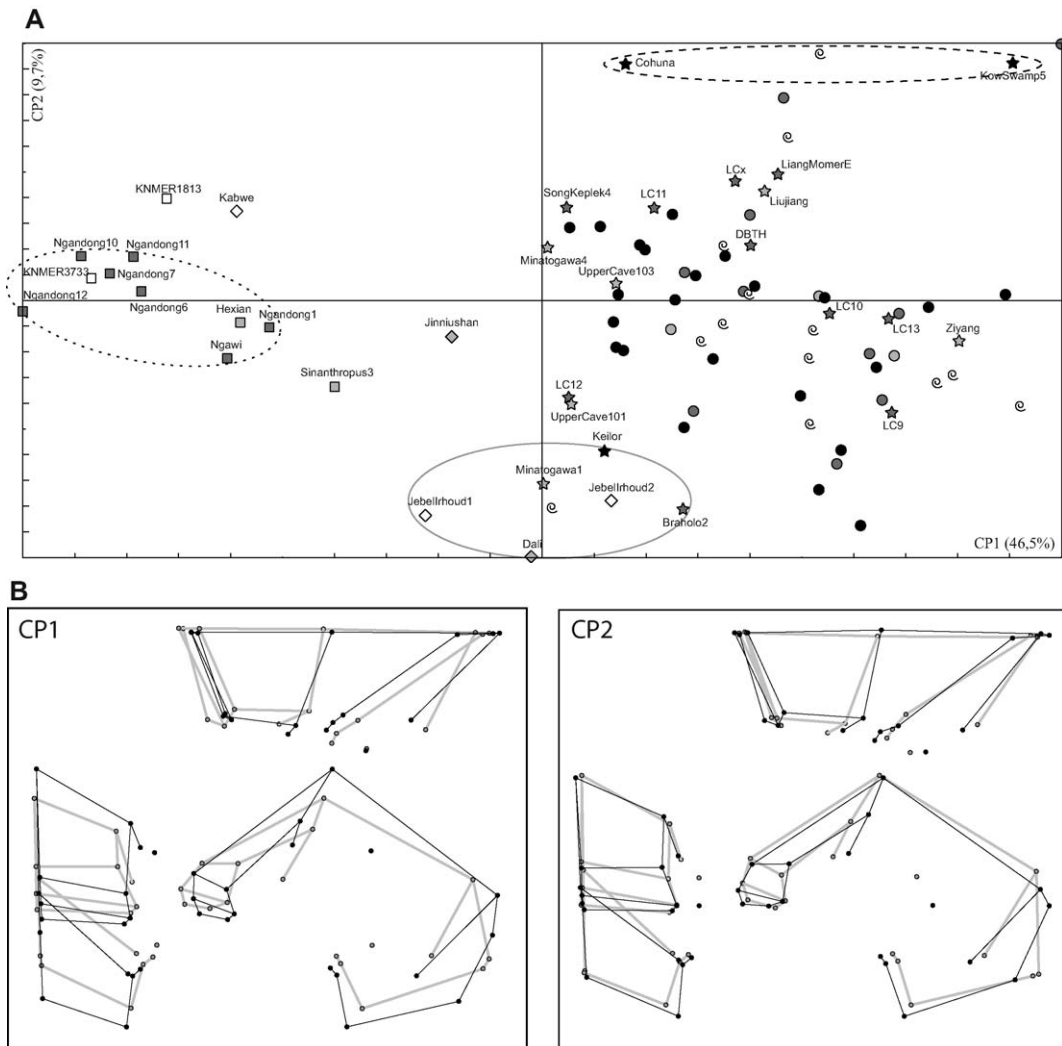 A
CP2 (9,7%)
Cohuna
KowSwamp5
KNMER1813
Kabwe
LCx
LiangMomerE
SongKeplek4
LC11
Liujiang
Ngandong10
Ngandong11
DBTH
Minatogawa4
KNMER3733
Ngandong7
UpperCave103
Ngandong12
Ngandong6
Hexian
Ngandong1
LC10
LC13
Jinniushan
Ziyang
Ngawi
Sinanthropus3
LC12
UpperCave101
LC9
Keilor
Minatogawa1
JebelIrhoud1
JebelIrhoud2
Braholo2
Dali
CP1 (46,5%)
B
CP1
CP2